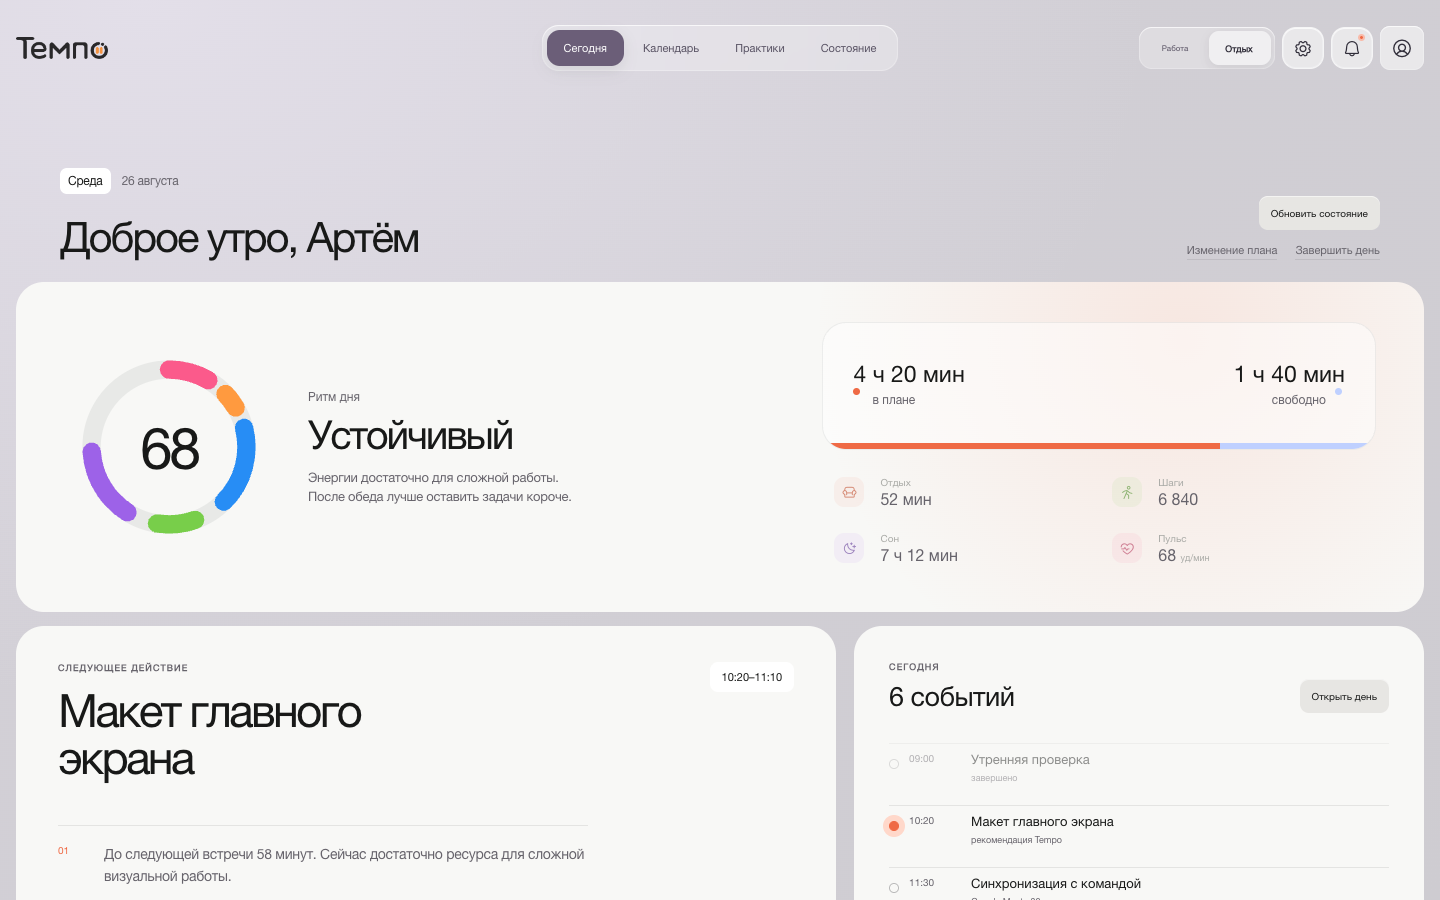 Темпо
Сегодня
Календарь
Практики
Состояние
Работа
Отдых
Среда
26 августа
Доброе утро, Артём
Обновить состояние
Изменение плана
Завершить день
68
Ритм дня
Устойчивый
Энергии достаточно для сложной работы.
После обеда лучше оставить задачи короче.
4 ч 20 мин
в плане
1 ч 40 мин
свободно
Отдых
52 мин
Шаги
6 840
Сон
7 ч 12 мин
Пульс
68 уд/мин
СЛЕДУЮЩЕЕ ДЕЙСТВИЕ
10:20–11:10
Макет главного
экрана
01
До следующей встречи 58 минут. Сейчас достаточно ресурса для сложной
визуальной работы.
СЕГОДНЯ
6 событий
Открыть день
09:00
Утренняя проверка
завершено
10:20
Макет главного экрана
рекомендация Tempo
11:30
Синхронизация с командой